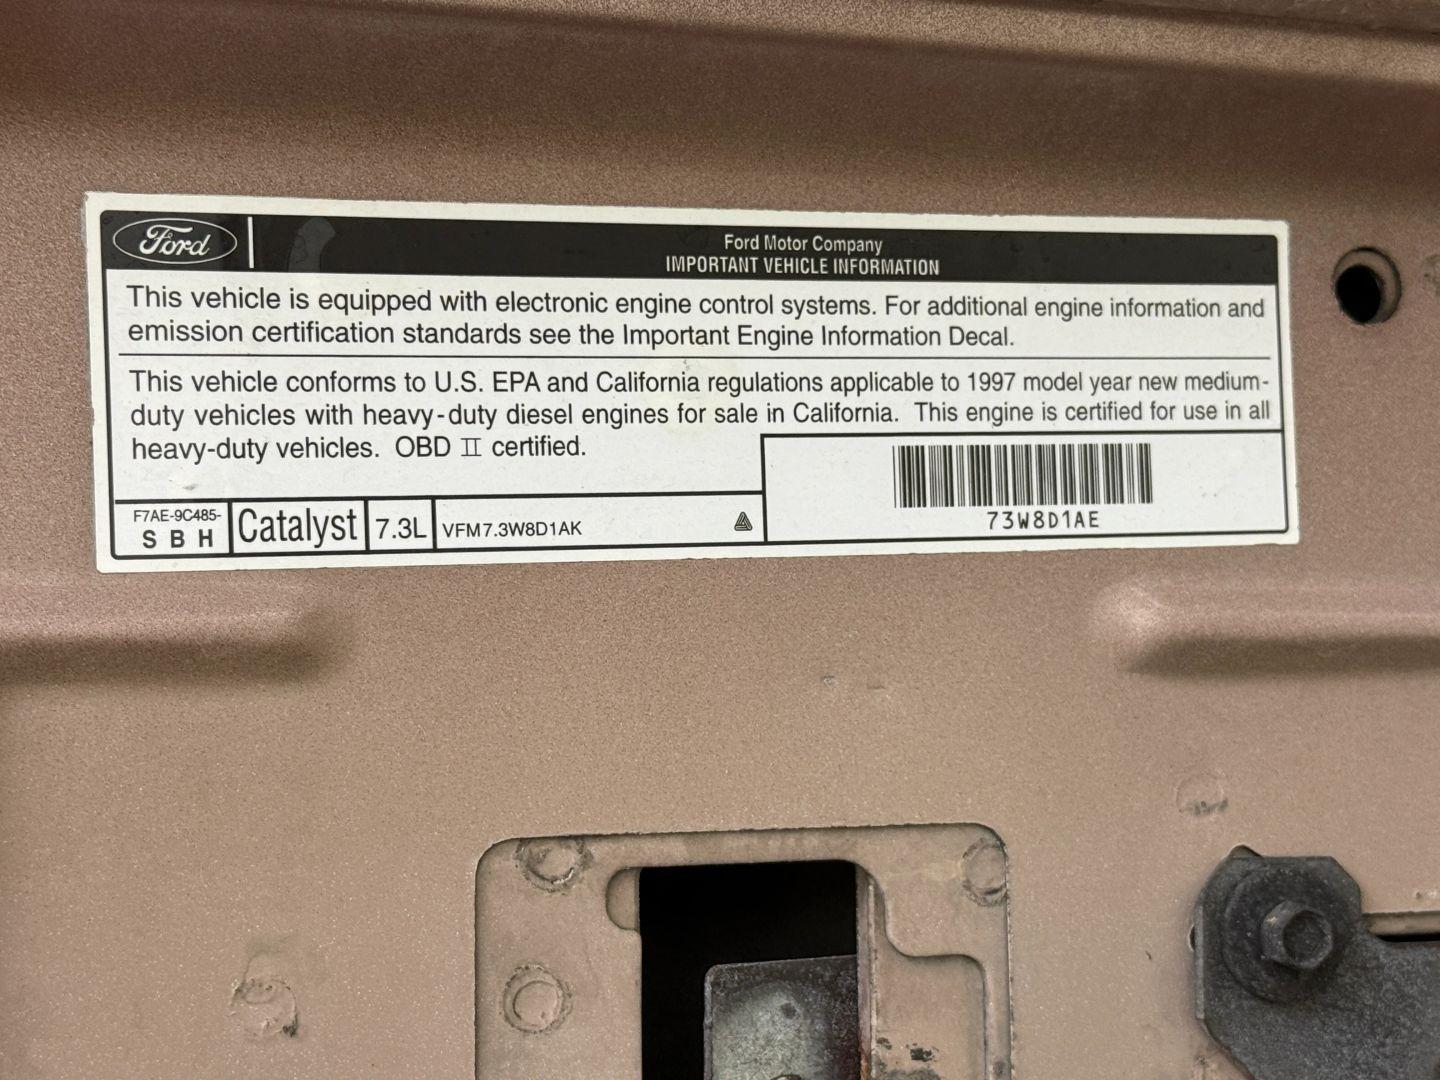 Ford
Ford Motor Company
IMPORTANT VEHICLE INFORMATION
This vehicle is equipped with electronic engine control systems. For additional engine information and
emission certification standards see the Important Engine Information Decal.
This vehicle conforms to U.S. EPA and California regulations applicable to 1997 model year new medium-
duty vehicles with heavy-duty diesel engines for sale in California. This engine is certified for use in all
heavy-duty vehicles. OBD II certified.
F7AE-9C485-
S B H
Catalyst
7.3L
VFM7.3W8D1AK
73W8D1AE